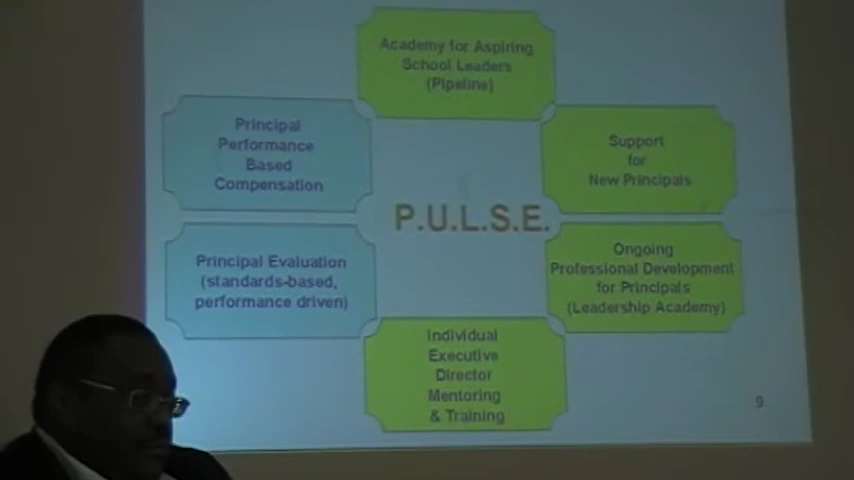 Academy for Aspiring
School Leaders
(Pipeline)
Principal
Performance
Based
Compensation
Support
for
New Principals
P.U.L.S.E.
Principal Evaluation
(standards-based,
performance driven)
Ongoing
Professional Development
for Principals
(Leadership Academy)
Individual
Executive
Director
Mentoring
& Training
9